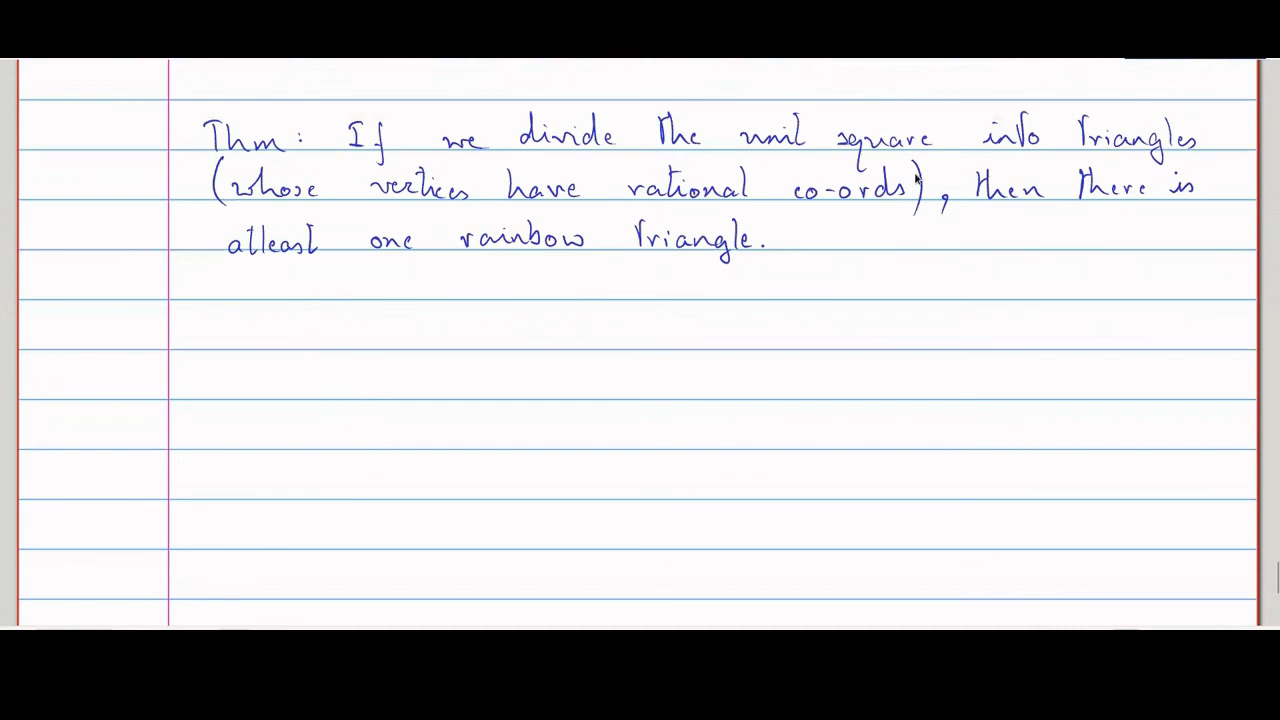 Thm: If we divide the unit square into triangles
(whose vertices have rational co-ords), then there is
atleast one rainbow triangle.